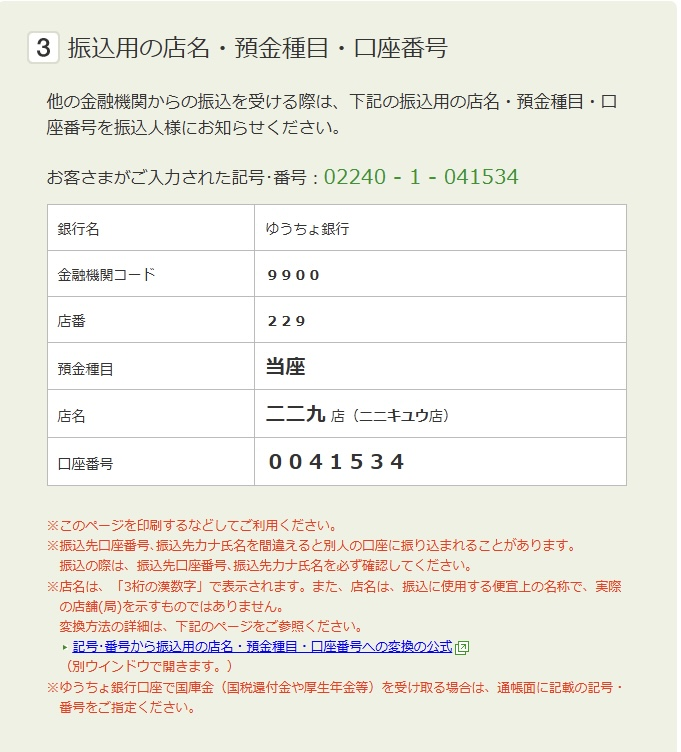 3 振込用の店名・預金種目・口座番号
他の金融機関からの振込を受ける際は、下記の振込用の店名・預金種目・口
座番号を振込人様にお知らせください。
お客さまがご入力された記号･番号：02240 - 1 - 041534
銀行名 ゆうちょ銀行
金融機関コード ９９００
店番 ２２９
預金種目 当座
店名 二二九 店（ニニキユウ店）
口座番号 ００４１５３４
※このページを印刷するなどしてご利用ください。
※振込先口座番号､振込先カナ氏名を間違えると別人の口座に振り込まれることがあります。
振込の際は、振込先口座番号､振込先カナ氏名を必ず確認してください。
※店名は、「3桁の漢数字」で表示されます。また、店名は、振込に使用する便宜上の名称で、実際
の店舗(局)を示すものではありません。
変換方法の詳細は、下記のページをご参照ください。
記号･番号から振込用の店名・預金種目・口座番号への変換の公式
（別ウインドウで開きます。）
※ゆうちょ銀行口座で国庫金（国税還付金や厚生年金等）を受け取る場合は、通帳面に記載の記号・
番号をご指定ください。